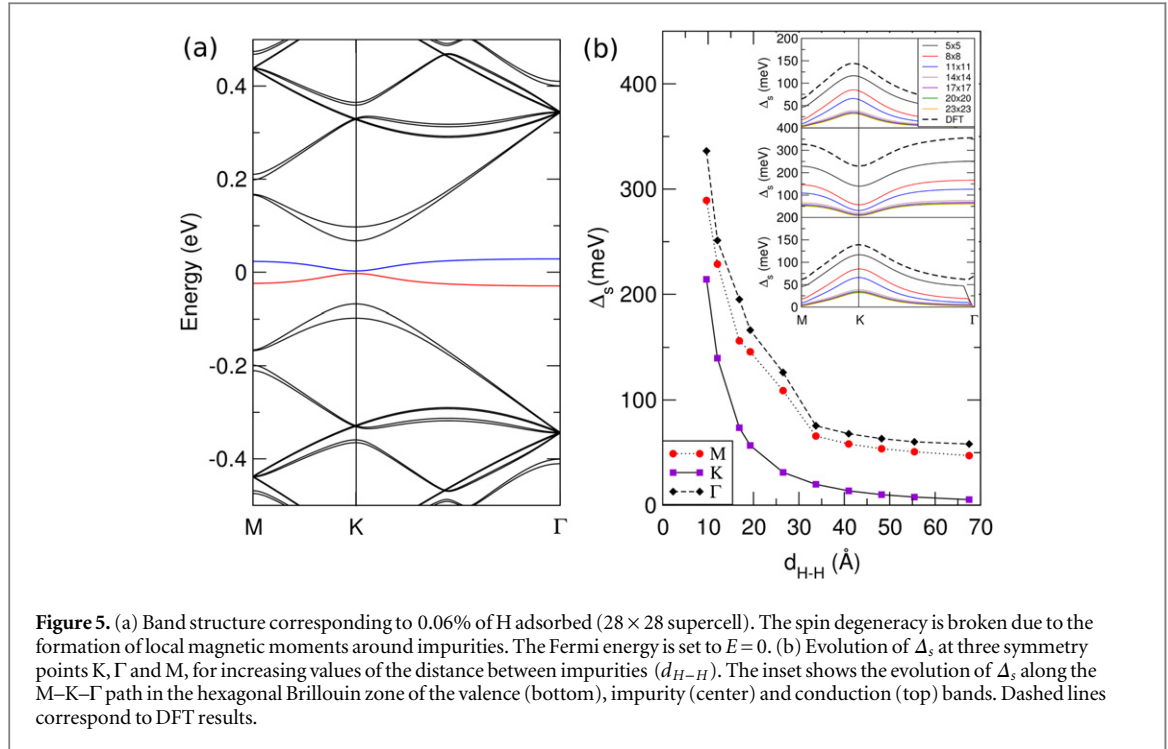 (a)
Energy (eV)
0.4
0.2
0
-0.2
-0.4
M
K
Γ
(b)
Δs (meV)
400
300
200
100
0
0
10
20
30
40
50
60
70
dH-H (Å)
M
K
Γ
200
150
100
50
400
Δs (meV)
300
200
100
200
Δs (meV)
150
100
50
0
Δs (meV)
M
K
Γ
5x5
8x8
11x11
14x14
17x17
20x20
23x23
DFT
Figure 5. (a) Band structure corresponding to 0.06% of H adsorbed (28 × 28 supercell). The spin degeneracy is broken due to the
formation of local magnetic moments around impurities. The Fermi energy is set to E = 0. (b) Evolution of Δs at three symmetry
points K, Γ and M, for increasing values of the distance between impurities (dH−H). The inset shows the evolution of Δs along the
M–K–Γ path in the hexagonal Brillouin zone of the valence (bottom), impurity (center) and conduction (top) bands. Dashed lines
correspond to DFT results.